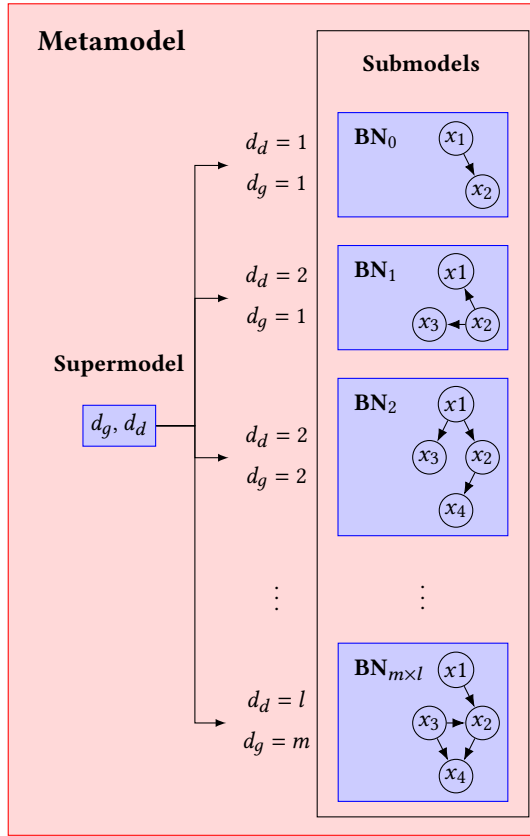 Metamodel
Submodels
d_d = 1
d_g = 1
BN_0
x_1
x_2
d_d = 2
d_g = 1
BN_1
x1
x_3
x_2
Supermodel
d_g, d_d
d_d = 2
d_g = 2
BN_2
x1
x_3
x_2
x_4
⋮
⋮
d_d = l
d_g = m
BN_{m×l}
x1
x_3
x_2
x_4